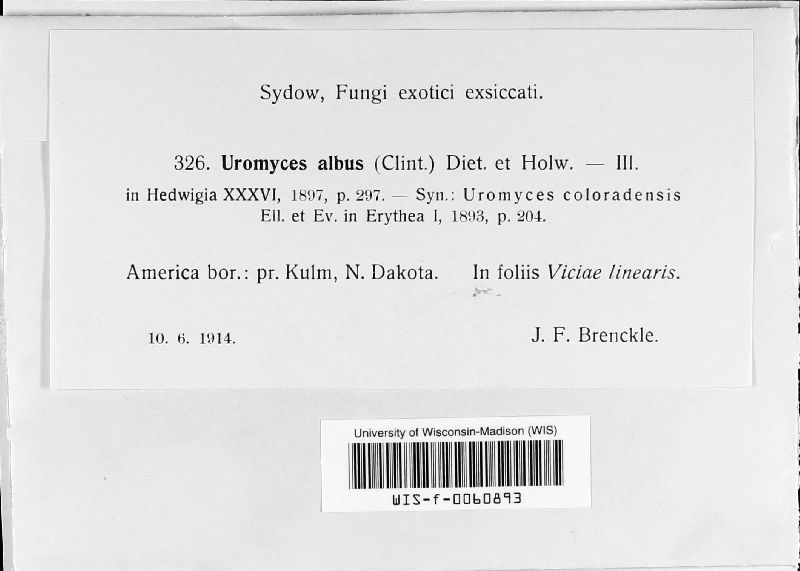 Sydow, Fungi exotici exsiccati.
326. Uromyces albus (Clint.) Diet. et Holw. — III.
in Hedwigia XXXVI, 1897, p. 297. — Syn.: Uromyces coloradensis
Ell. et Ev. in Erythea I, 1893, p. 204.
America bor.: pr. Kulm, N. Dakota. In foliis Viciae linearis.
10. 6. 1914. J. F. Brenckle.
University of Wisconsin-Madison (WIS)
WIS-f-0060893